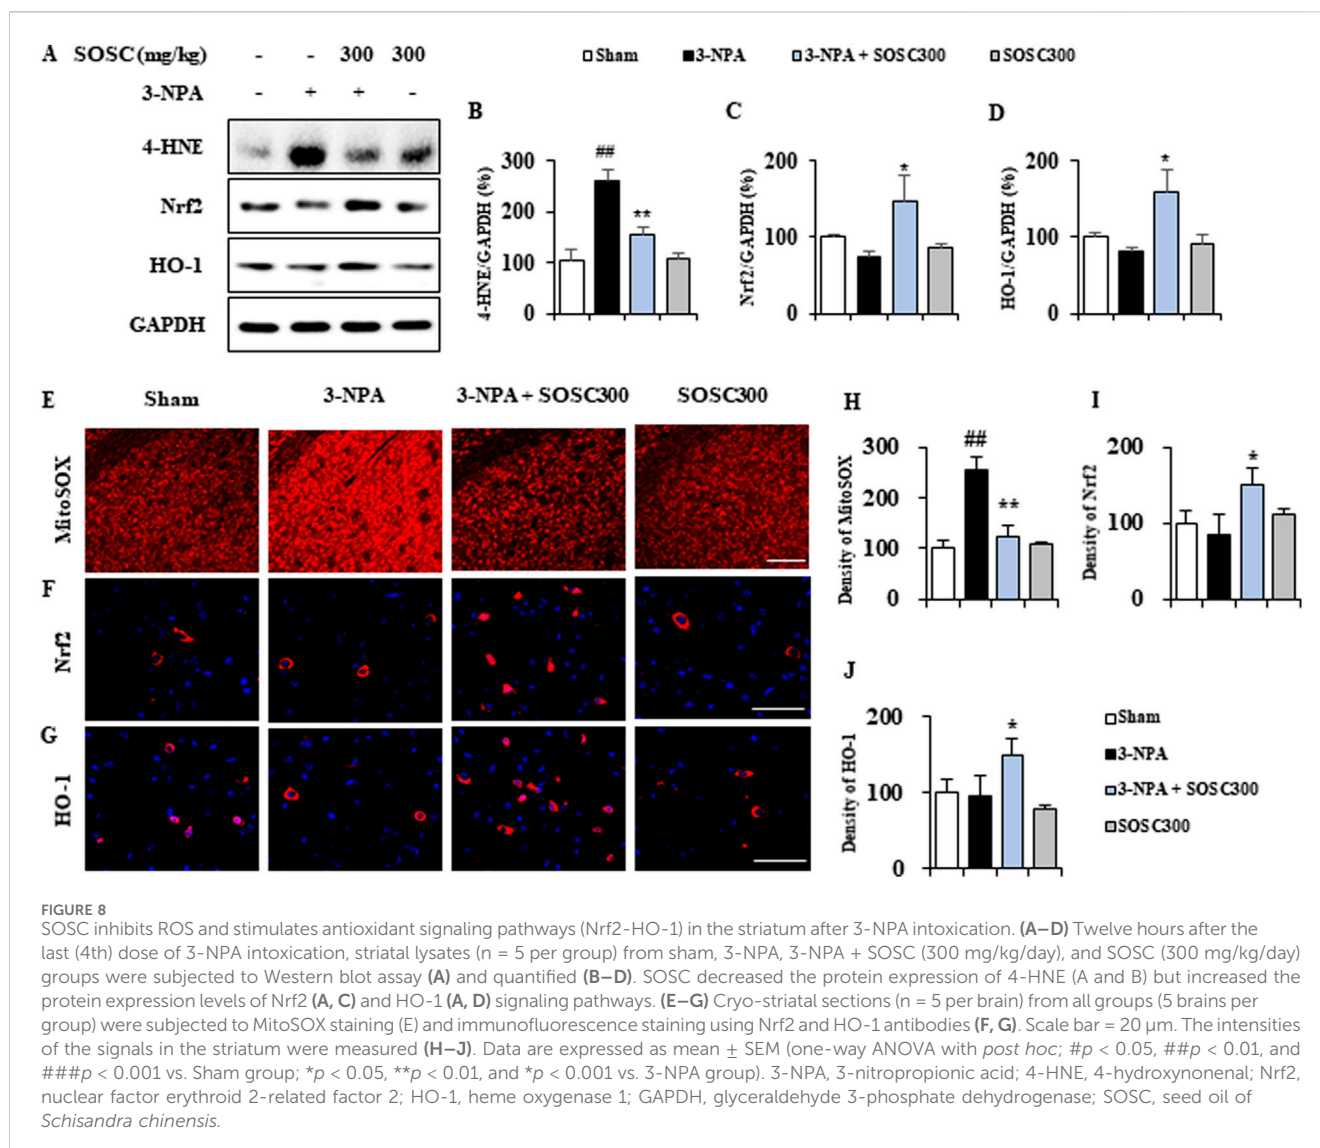 A SOSC (mg/kg) - - 300 300
3-NPA - + + -
4-HNE
Nrf2
HO-1
GAPDH
Sham 3-NPA 3-NPA + SOSC300 SOSC300
B
4-HNE/GAPDH (%)
300
200
100
0
##
**
C
Nrf2/GAPDH (%)
200
100
0
*
D
HO-1/GAPDH (%)
200
100
0
*
E Sham 3-NPA 3-NPA + SOSC300 SOSC300
MitoSOX
F
Nrf2
G
HO-1
H
Density of MitoSOX
300
200
100
0
##
**
I
Density of Nrf2
200
100
0
*
J
Density of HO-1
200
100
0
*
Sham
3-NPA
3-NPA + SOSC300
SOSC300
FIGURE 8
SOSC inhibits ROS and stimulates antioxidant signaling pathways (Nrf2-HO-1) in the striatum after 3-NPA intoxication. (A–D) Twelve hours after the
last (4th) dose of 3-NPA intoxication, striatal lysates (n = 5 per group) from sham, 3-NPA, 3-NPA + SOSC (300 mg/kg/day), and SOSC (300 mg/kg/day)
groups were subjected to Western blot assay (A) and quantified (B–D). SOSC decreased the protein expression of 4-HNE (A and B) but increased the
protein expression levels of Nrf2 (A, C) and HO-1 (A, D) signaling pathways. (E–G) Cryo-striatal sections (n = 5 per brain) from all groups (5 brains per
group) were subjected to MitoSOX staining (E) and immunofluorescence staining using Nrf2 and HO-1 antibodies (F, G). Scale bar = 20 μm. The intensities
of the signals in the striatum were measured (H–J). Data are expressed as mean ± SEM (one-way ANOVA with post hoc; #p < 0.05, ##p < 0.01, and
###p < 0.001 vs. Sham group; *p < 0.05, **p < 0.01, and *p < 0.001 vs. 3-NPA group). 3-NPA, 3-nitropropionic acid; 4-HNE, 4-hydroxynonenal; Nrf2,
nuclear factor erythroid 2-related factor 2; HO-1, heme oxygenase 1; GAPDH, glyceraldehyde 3-phosphate dehydrogenase; SOSC, seed oil of
Schisandra chinensis.